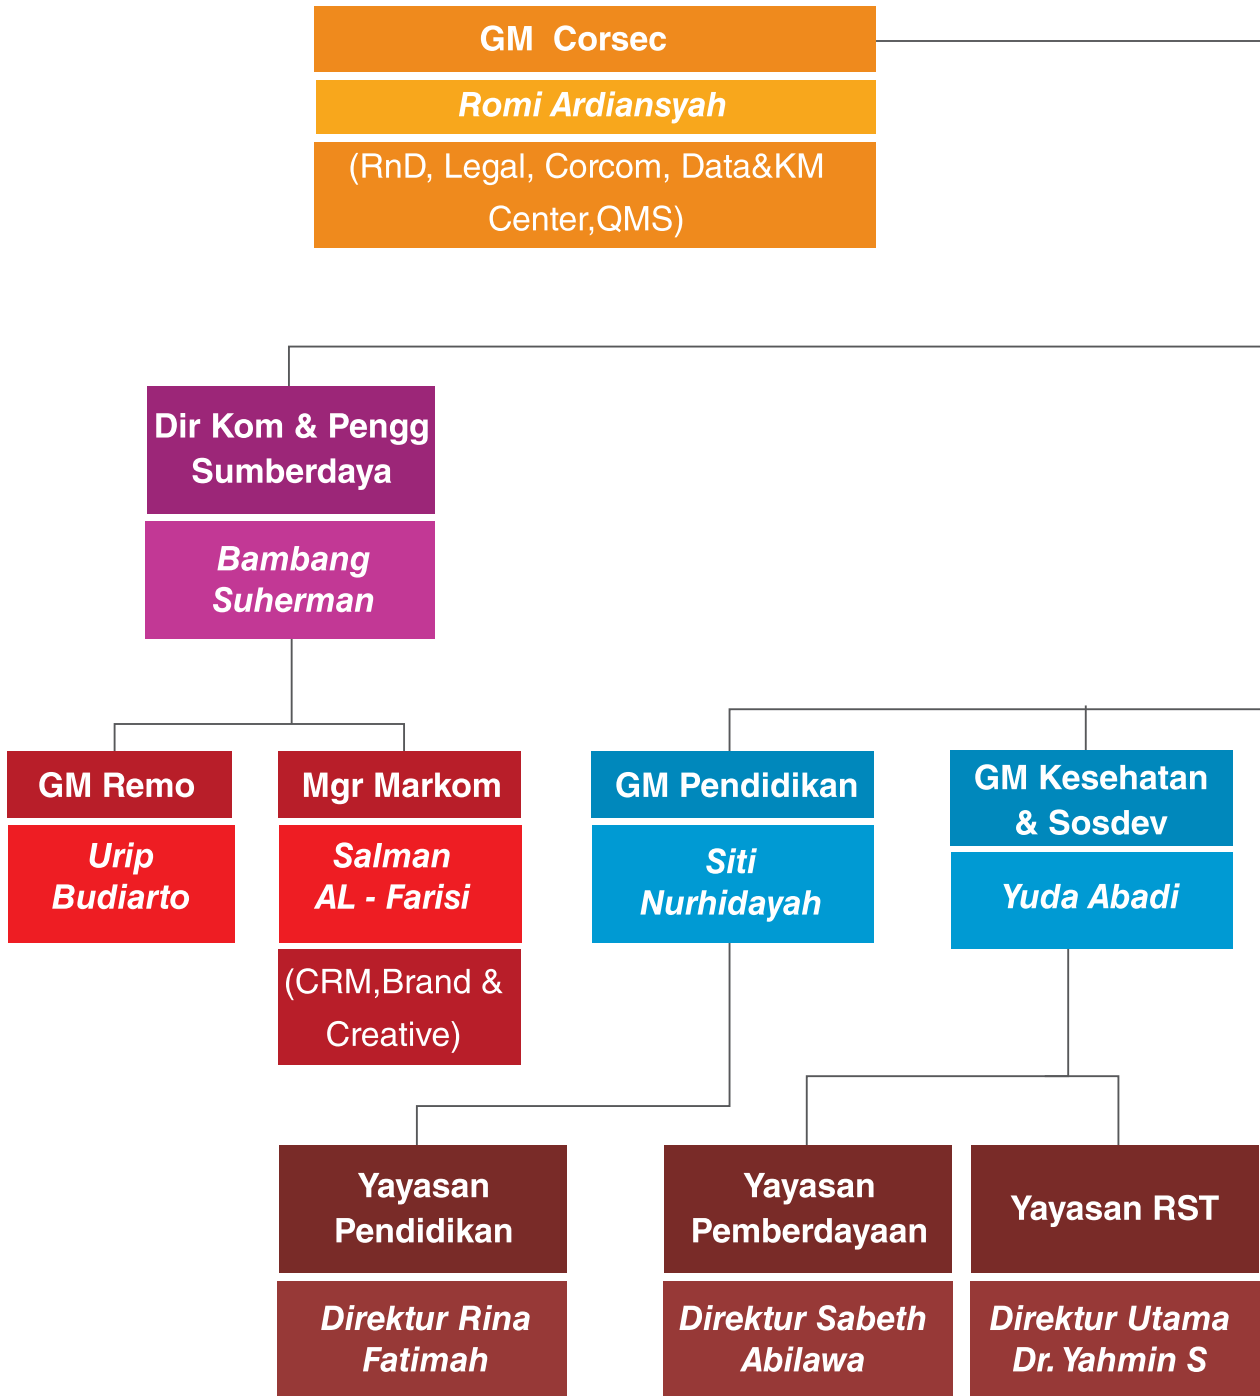 GM Corsec
Romi Ardiansyah
(RnD, Legal, Corcom, Data&KM
Center,QMS)
Dir Kom & Pengg
Sumberdaya
Bambang
Suherman
GM Remo
Urip
Budiarto
Mgr Markom
Salman
AL - Farisi
(CRM,Brand &
Creative)
GM Pendidikan
Siti
Nurhidayah
GM Kesehatan
& Sosdev
Yuda Abadi
Yayasan
Pendidikan
Direktur Rina
Fatimah
Yayasan
Pemberdayaan
Direktur Sabeth
Abilawa
Yayasan RST
Direktur Utama
Dr. Yahmin S